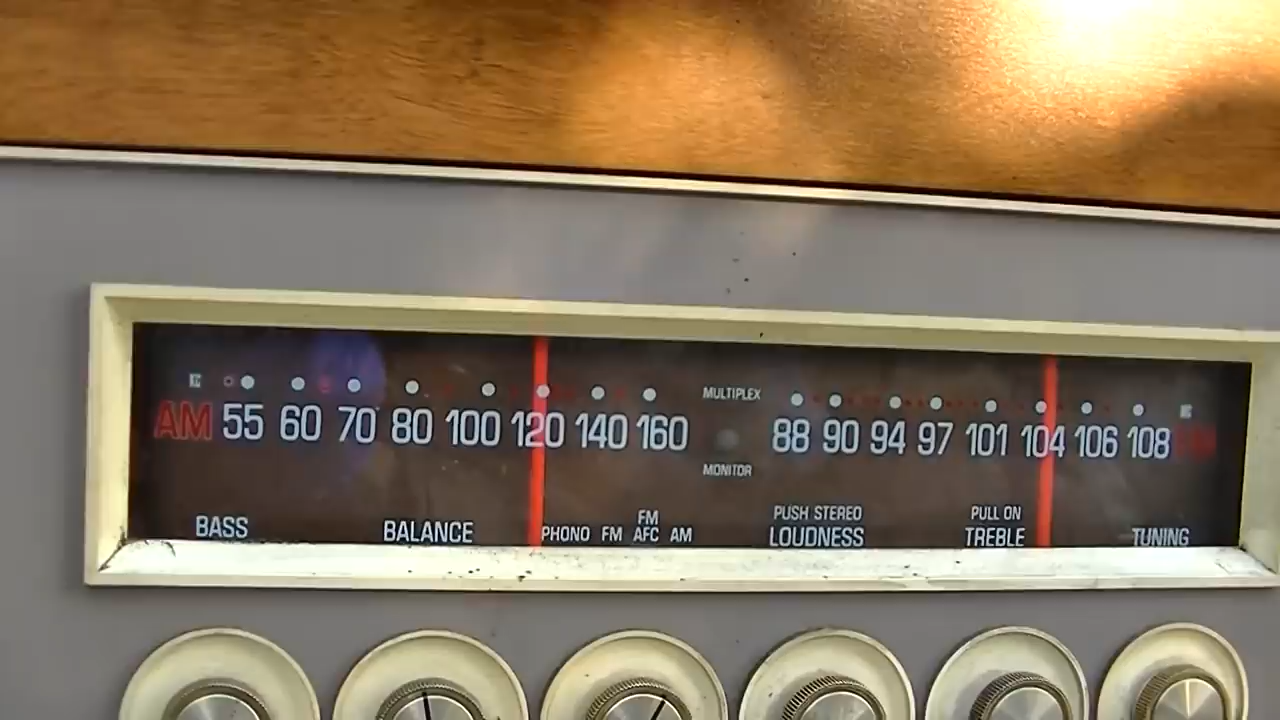 MULTIPLEX
AM 55 60 70 80 100 120 140 160 88 90 94 97 101 104 106 108 FM
MONITOR
FM PUSH STEREO PULL ON
BASS BALANCE PHONO FM AFC AM LOUDNESS TREBLE TUNING